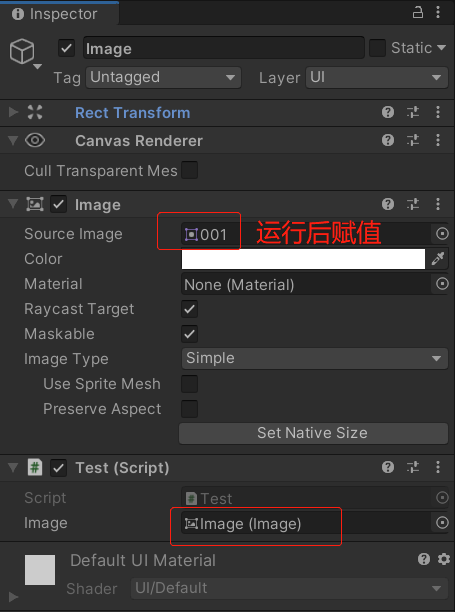 Inspector
Image
Static
Tag Untagged Layer UI
Rect Transform
Canvas Renderer
Cull Transparent Mes
Image
Source Image 001 运行后赋值
Color
Material None (Material)
Raycast Target
Maskable
Image Type Simple
Use Sprite Mesh
Preserve Aspect
Set Native Size
Test (Script)
Script Test
Image Image (Image)
Default UI Material
Shader UI/Default